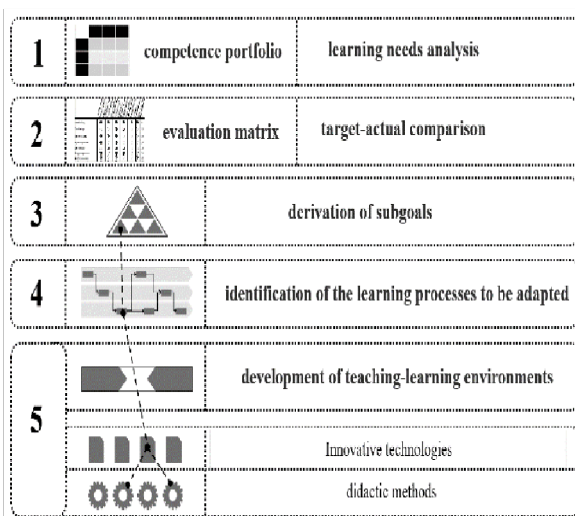 1 competence portfolio learning needs analysis
2 evaluation matrix target-actual comparison
3 derivation of subgoals
4 identification of the learning processes to be adapted
5 development of teaching-learning environments
Innovative technologies
didactic methods